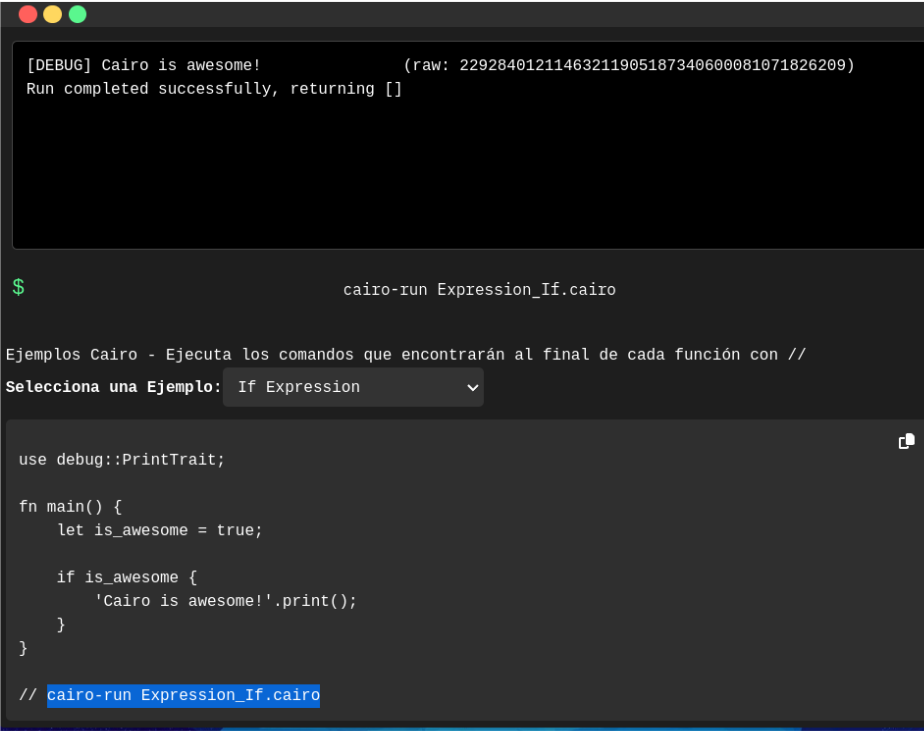 [DEBUG] Cairo is awesome! (raw: 22928401211463211905187340600081071826209)
Run completed successfully, returning []
$ cairo-run Expression_If.cairo
Ejemplos Cairo - Ejecuta los comandos que encontrarán al final de cada función con //
Selecciona una Ejemplo: If Expression
use debug::PrintTrait;
fn main() {
    let is_awesome = true;
    if is_awesome {
        'Cairo is awesome!'.print();
    }
}
// cairo-run Expression_If.cairo